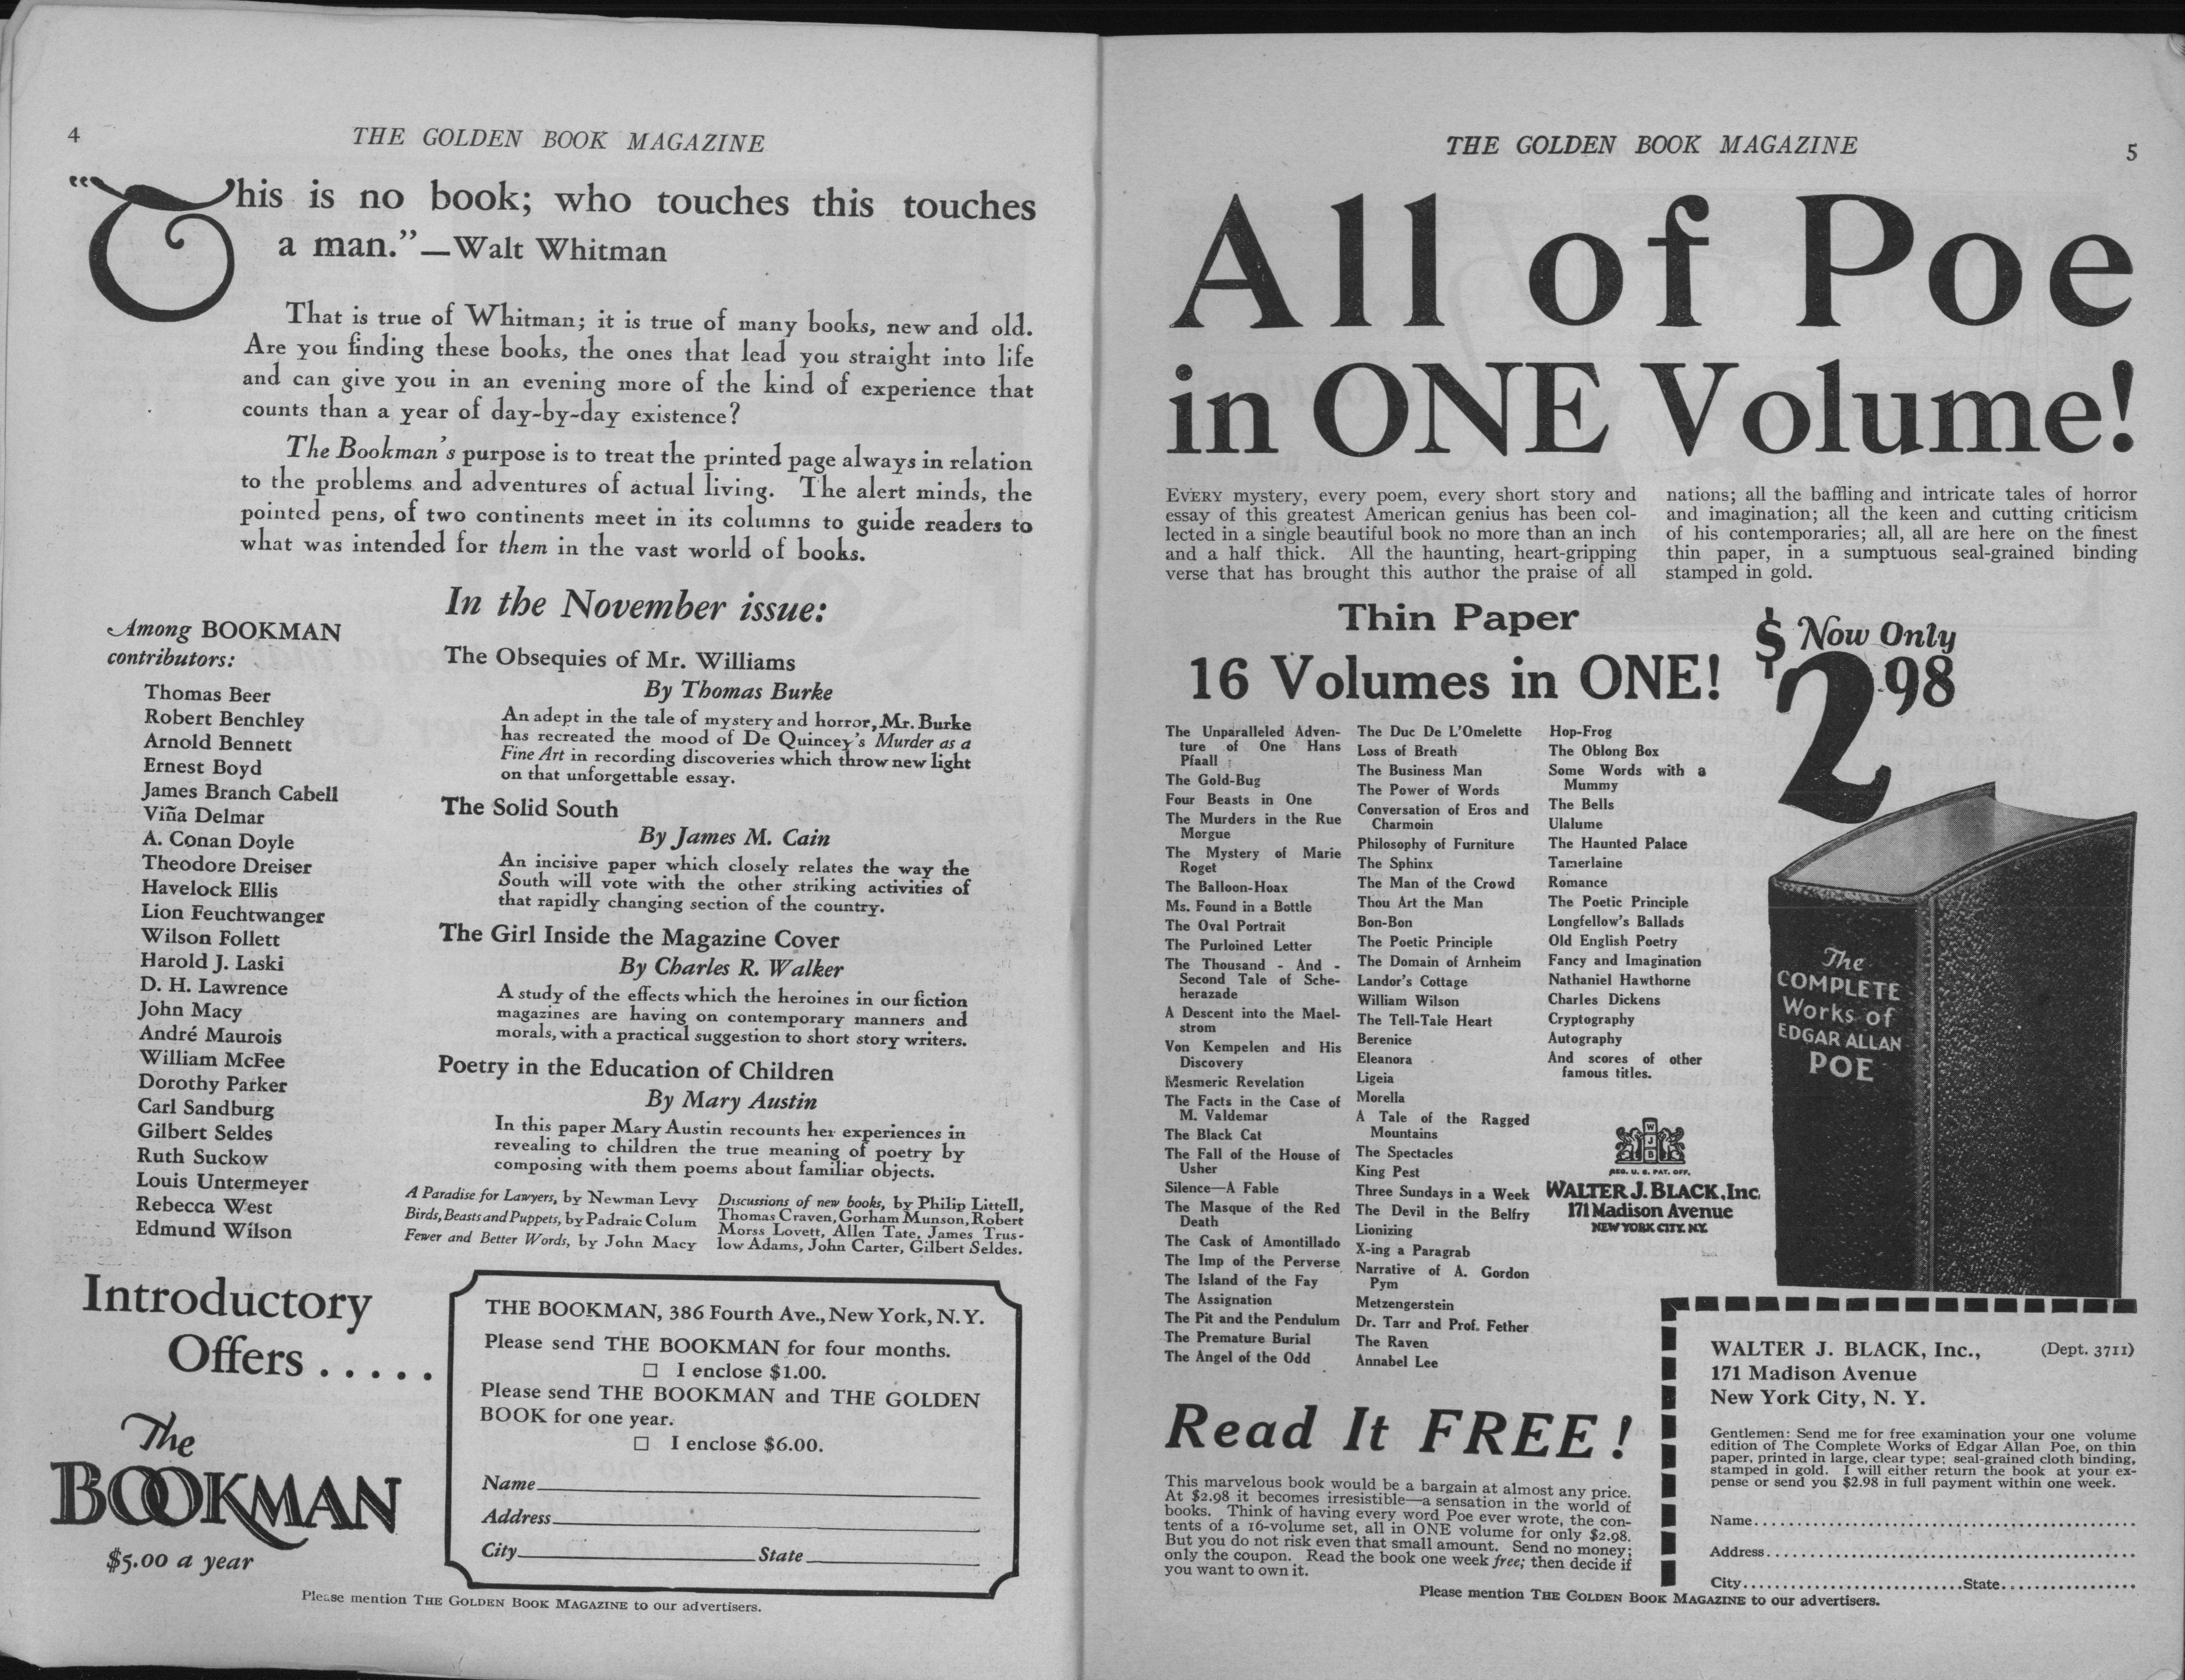 4
THE GOLDEN BOOK MAGAZINE
"This is no book; who touches this touches
a man."—Walt Whitman
That is true of Whitman; it is true of many books, new and old.
Are you finding these books, the ones that lead you straight into life
and can give you in an evening more of the kind of experience that
counts than a year of day-by-day existence?
The Bookman's purpose is to treat the printed page always in relation
to the problems and adventures of actual living. The alert minds, the
pointed pens, of two continents meet in its columns to guide readers to
what was intended for them in the vast world of books.
Among BOOKMAN
contributors:
Thomas Beer
Robert Benchley
Arnold Bennett
Ernest Boyd
James Branch Cabell
Viña Delmar
A. Conan Doyle
Theodore Dreiser
Havelock Ellis
Lion Feuchtwanger
Wilson Follett
Harold J. Laski
D. H. Lawrence
John Macy
André Maurois
William McFee
Dorothy Parker
Carl Sandburg
Gilbert Seldes
Ruth Suckow
Louis Untermeyer
Rebecca West
Edmund Wilson
In the November issue:
The Obsequies of Mr. Williams
By Thomas Burke
An adept in the tale of mystery and horror, Mr. Burke
has recreated the mood of De Quincey's Murder as a
Fine Art in recording discoveries which throw new light
on that unforgettable essay.
The Solid South
By James M. Cain
An incisive paper which closely relates the way the
South will vote with the other striking activities of
that rapidly changing section of the country.
The Girl Inside the Magazine Cover
By Charles R. Walker
A study of the effects which the heroines in our fiction
magazines are having on contemporary manners and
morals, with a practical suggestion to short story writers.
Poetry in the Education of Children
By Mary Austin
In this paper Mary Austin recounts her experiences in
revealing to children the true meaning of poetry by
composing with them poems about familiar objects.
A Paradise for Lawyers, by Newman Levy
Birds, Beasts and Puppets, by Padraic Colum
Fewer and Better Words, by John Macy
Discussions of new books, by Philip Littell,
Thomas Craven, Gorham Munson, Robert
Morss Lovett, Allen Tate, James Trus-
low Adams, John Carter, Gilbert Seldes.
Introductory
Offers . . . . .
The
BOOKMAN
$5.00 a year
THE BOOKMAN, 386 Fourth Ave., New York, N.Y.
Please send THE BOOKMAN for four months.
☐ I enclose $1.00.
Please send THE BOOKMAN and THE GOLDEN
BOOK for one year.
☐ I enclose $6.00.
Name
Address
City State
Please mention THE GOLDEN BOOK MAGAZINE to our advertisers.
THE GOLDEN BOOK MAGAZINE
5
All of Poe
in ONE Volume!
EVERY mystery, every poem, every short story and
essay of this greatest American genius has been col-
lected in a single beautiful book no more than an inch
and a half thick. All the haunting, heart-gripping
verse that has brought this author the praise of all
nations; all the baffling and intricate tales of horror
and imagination; all the keen and cutting criticism
of his contemporaries; all, all are here on the finest
thin paper, in a sumptuous seal-grained binding
stamped in gold.
Thin Paper
16 Volumes in ONE!
Now Only
$2.98
The Unparalleled Adven-
ture of One Hans
Pfaall
The Gold-Bug
Four Beasts in One
The Murders in the Rue
Morgue
The Mystery of Marie
Roget
The Balloon-Hoax
Ms. Found in a Bottle
The Oval Portrait
The Purloined Letter
The Thousand - And -
Second Tale of Sche-
herazade
A Descent into the Mael-
strom
Von Kempelen and His
Discovery
Mesmeric Revelation
The Facts in the Case of
M. Valdemar
The Black Cat
The Fall of the House of
Usher
Silence—A Fable
The Masque of the Red
Death
The Cask of Amontillado
The Imp of the Perverse
The Island of the Fay
The Assignation
The Pit and the Pendulum
The Premature Burial
The Angel of the Odd
The Duc De L'Omelette
Loss of Breath
The Business Man
The Power of Words
Conversation of Eros and
Charmoin
Philosophy of Furniture
The Sphinx
The Man of the Crowd
Thou Art the Man
Bon-Bon
The Poetic Principle
The Domain of Arnheim
Landor's Cottage
William Wilson
The Tell-Tale Heart
Berenice
Eleanora
Ligeia
Morella
A Tale of the Ragged
Mountains
The Spectacles
King Pest
Three Sundays in a Week
The Devil in the Belfry
Lionizing
X-ing a Paragrab
Narrative of A. Gordon
Pym
Metzengerstein
Dr. Tarr and Prof. Fether
The Raven
Annabel Lee
Hop-Frog
The Oblong Box
Some Words with a
Mummy
The Bells
Ulalume
The Haunted Palace
Tamerlaine
Romance
The Poetic Principle
Longfellow's Ballads
Old English Poetry
Fancy and Imagination
Nathaniel Hawthorne
Charles Dickens
Cryptography
Autography
And scores of other
famous titles.
W
J
B
REG. U. S. PAT. OFF.
WALTER J. BLACK, Inc.
171 Madison Avenue
NEW YORK CITY. N.Y.
The
COMPLETE
Works of
EDGAR ALLAN
POE
Read It FREE!
This marvelous book would be a bargain at almost any price.
At $2.98 it becomes irresistible—a sensation in the world of
books. Think of having every word Poe ever wrote, the con-
tents of a 16-volume set, all in ONE volume for only $2.98.
But you do not risk even that small amount. Send no money;
only the coupon. Read the book one week free; then decide if
you want to own it.
WALTER J. BLACK, Inc., (Dept. 3711)
171 Madison Avenue
New York City, N. Y.
Gentlemen: Send me for free examination your one volume
edition of The Complete Works of Edgar Allan Poe, on thin
paper, printed in large, clear type; seal-grained cloth binding,
stamped in gold. I will either return the book at your ex-
pense or send you $2.98 in full payment within one week.
Name
Address
City State
Please mention THE GOLDEN BOOK MAGAZINE to our advertisers.